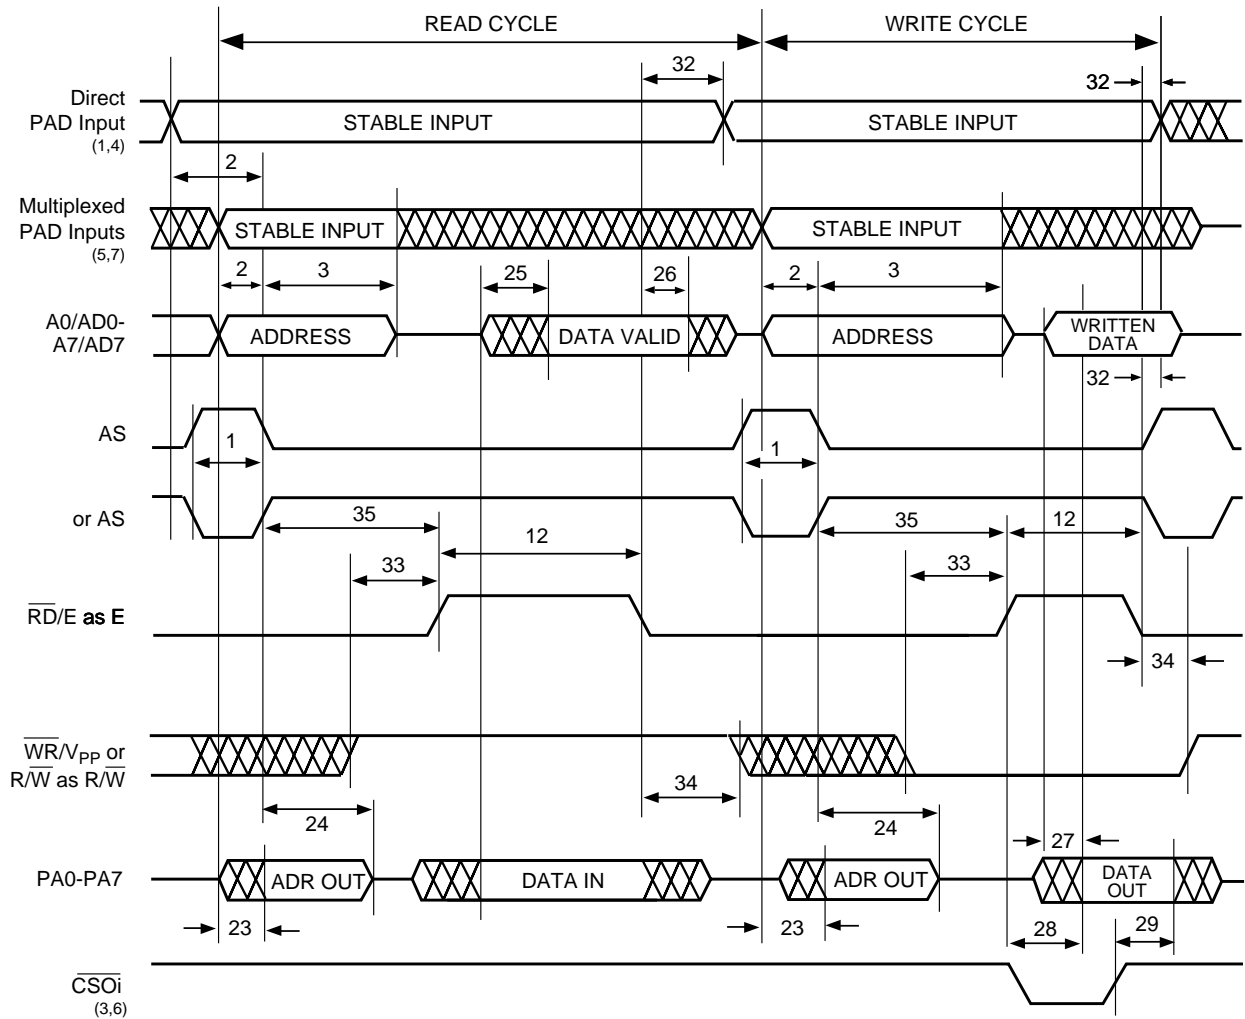 READ CYCLE
WRITE CYCLE
32
32
Direct
PAD Input
(1,4)
STABLE INPUT
STABLE INPUT
2
Multiplexed
PAD Inputs
(5,7)
STABLE INPUT
STABLE INPUT
2
3
25
26
2
3
A0/AD0-
A7/AD7
ADDRESS
DATA VALID
ADDRESS
WRITTEN
DATA
32
AS
1
1
or AS
35
12
35
12
33
33
R̅D̅/E as E
34
W̅R̅/VPP or
R/W̅ as R/W̅
34
24
24
27
PA0-PA7
ADR OUT
DATA IN
ADR OUT
DATA
OUT
23
23
28
29
C̅S̅O̅i̅
(3,6)